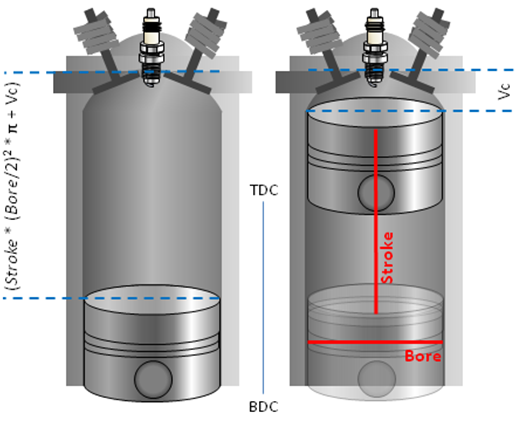 (Stroke * (Bore/2)² * π + Vc)
TDC
BDC
Stroke
Bore
Vc